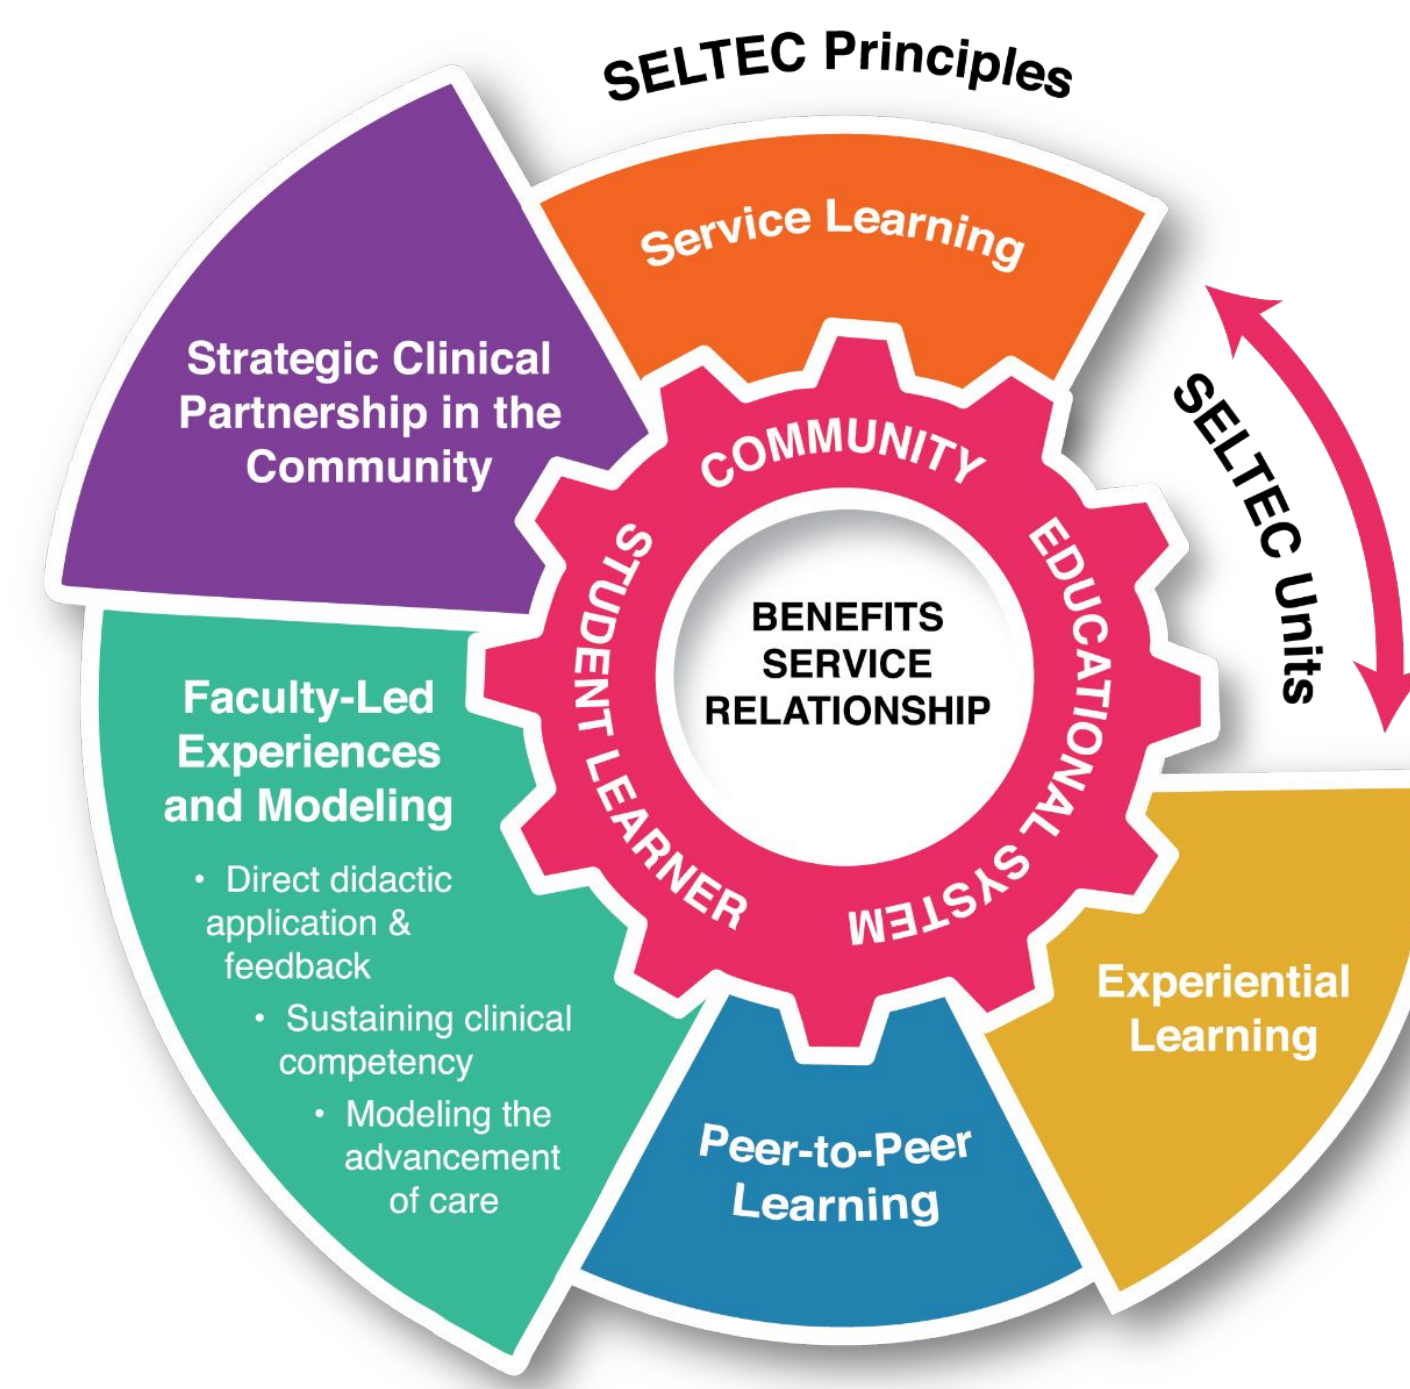 SELTEC Principles
Service Learning
Strategic Clinical
Partnership in the
Community
SELTEC Units
COMMUNITY
EDUCATIONAL SYSTEM
STUDENT LEARNER
BENEFITS
SERVICE
RELATIONSHIP
Faculty-Led
Experiences
and Modeling
• Direct didactic
application &
feedback
• Sustaining clinical
competency
• Modeling the
advancement
of care
Experiential
Learning
Peer-to-Peer
Learning